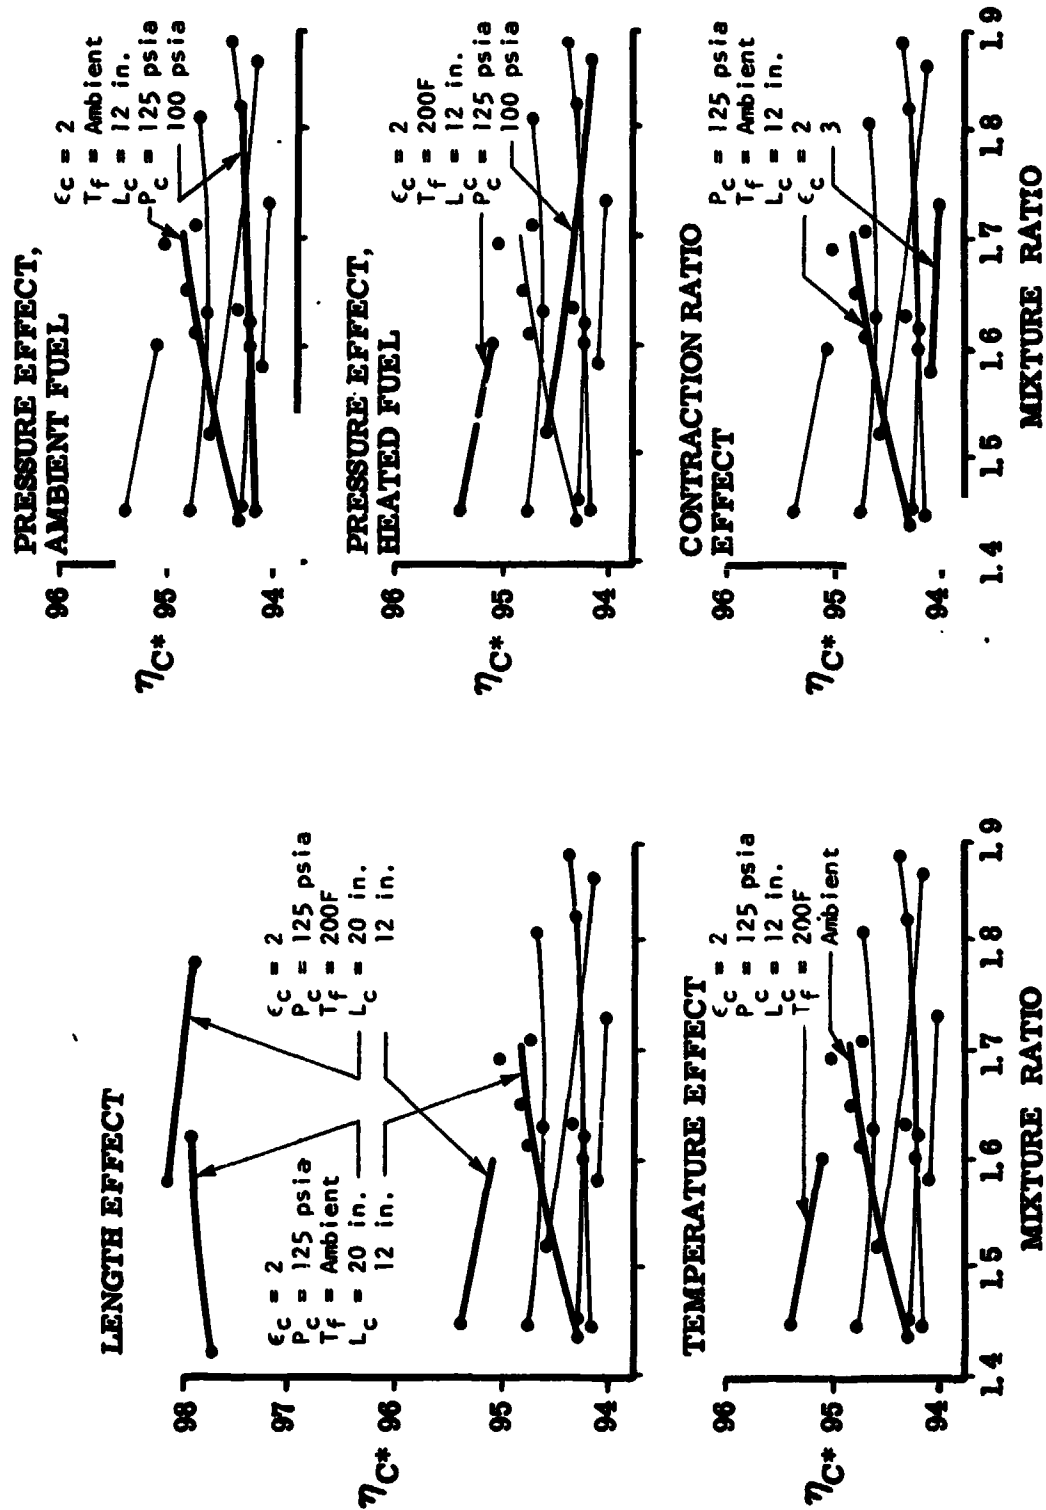 LENGTH EFFECT
98
97
96
95
94
ηC*
εc = 2
Pc = 125 psia
Tf = Ambient
Lc = 20 in.
12 in.
εc = 2
Pc = 125 psia
Tf = 200F
Lc = 20 in.
12 in.
TEMPERATURE EFFECT
96
ηC* 95
94
εc = 2
Pc = 125 psia
Lc = 12 in.
Tf = 200F
Ambient
1.4 1.5 1.6 1.7 1.8 1.9
MIXTURE RATIO
PRESSURE EFFECT,
AMBIENT FUEL
96
ηC* 95
94
εc = 2
Tf = Ambient
Lc = 12 in.
Pc = 125 psia
100 psia
PRESSURE EFFECT,
HEATED FUEL
96
ηC* 95
94
εc = 2
Tf = 200F
Lc = 12 in.
Pc = 125 psia
100 psia
CONTRACTION RATIO
EFFECT
96
ηC* 95
94
Pc = 125 psia
Tf = Ambient
Lc = 12 in.
εc = 2
3
1.4 1.5 1.6 1.7 1.8 1.9
MIXTURE RATIO